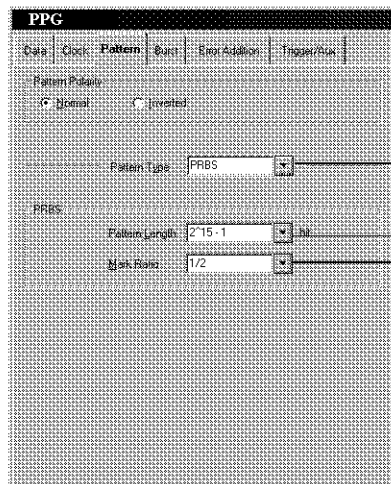 PPG
Data Clock Pattern Burst Error Addition Trigger/Aux
Pattern Polarity
Normal Inverted
Pattern Type PRBS
PRBS
Pattern Length 2^15 - 1 bit
Mark Ratio 1/2